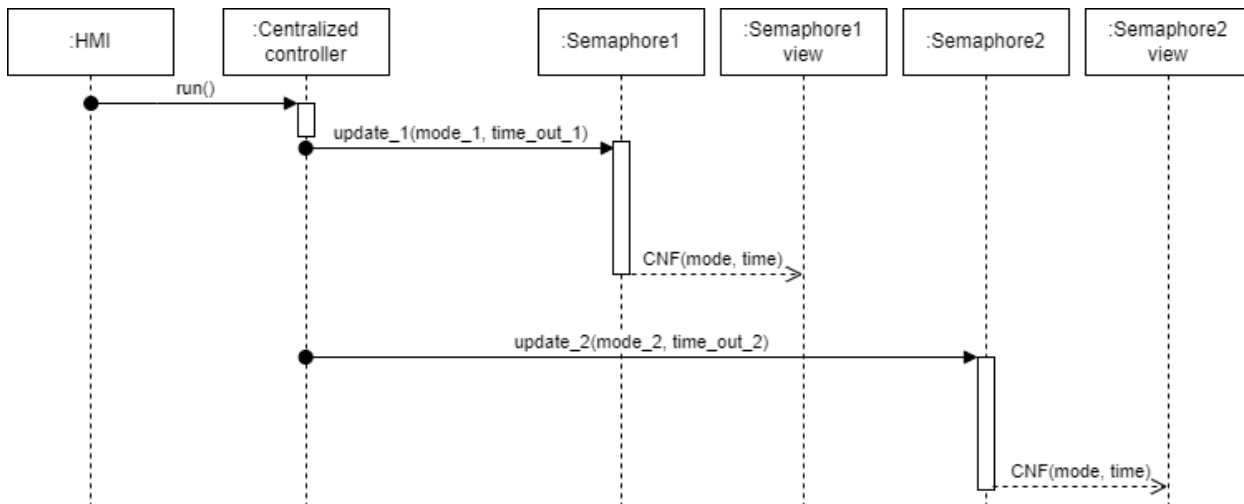 :HMI
:Centralized
controller
:Semaphore1
:Semaphore1
view
:Semaphore2
:Semaphore2
view
run()
update_1(mode_1, time_out_1)
CNF(mode, time)
update_2(mode_2, time_out_2)
CNF(mode, time)